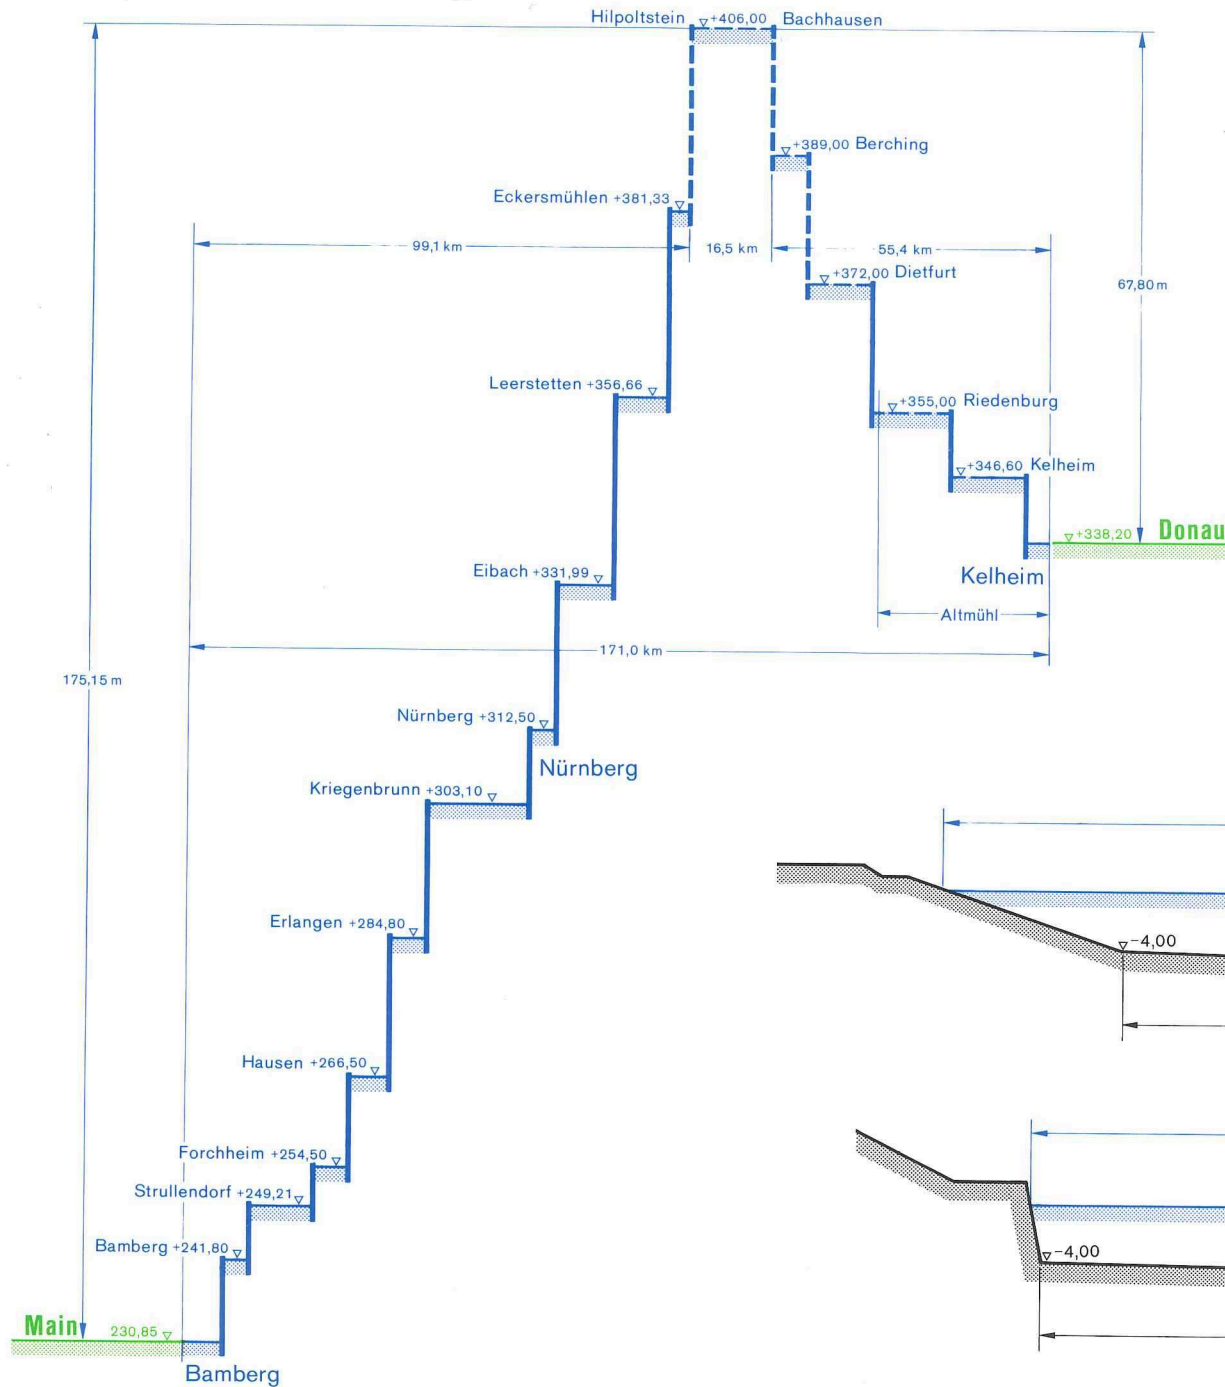 Hilpoltstein +406,00 Bachhausen
+389,00 Berching
Eckersmühlen +381,33
99,1 km 16,5 km 55,4 km
+372,00 Dietfurt
67,80 m
Leerstetten +356,66
+355,00 Riedenburg
+346,60 Kelheim
+338,20 Donau
Eibach +331,99
Kelheim
Altmühl
171,0 km
175,15 m
Nürnberg +312,50
Nürnberg
Kriegenbrunn +303,10
Erlangen +284,80
-4,00
Hausen +266,50
Forchheim +254,50
Strullendorf +249,21
Bamberg +241,80
-4,00
Main 230,85
Bamberg